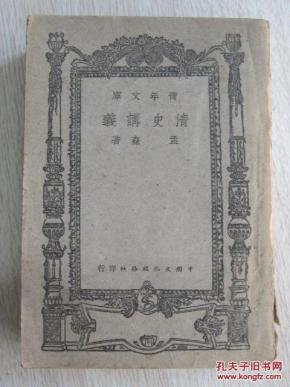 青年文庫
清史講義
孟森著
中國文化服務社印行
孔夫子旧书网